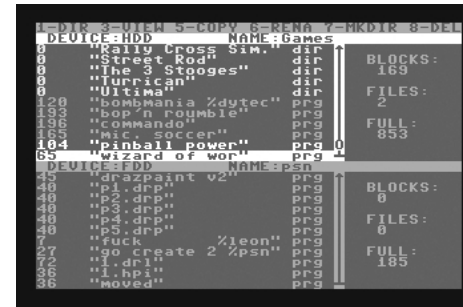 1-DIR 3-VIEW 5-COPY 6-RENA 7-MKDIR 8-DEL
DEVICE:HDD NAME:Games
0 "Rally Cross Sim." dir
0 "Street Rod" dir
0 "The 3 Stooges" dir
0 "Turrican" dir
0 "Ultima" dir
120 "bombmania %dytec" prg
193 "bop'n roumble" prg
196 "commando" prg
165 "mic. soccer" prg
104 "pinball power" prg
65 "wizard of wor" prg
BLOCKS:
169
FILES:
2
FULL:
853
DEVICE:FDD NAME:psn
45 "drazpaint v2" prg
40 "p1.drp" prg
40 "p2.drp" prg
40 "p3.drp" prg
40 "p4.drp" prg
40 "p5.drp" prg
7 "fuck %leon" prg
27 "go create 2 %psn" prg
72 "1.drl" prg
36 "1.hpi" prg
36 "moved" prg
BLOCKS:
0
FILES:
0
FULL:
185